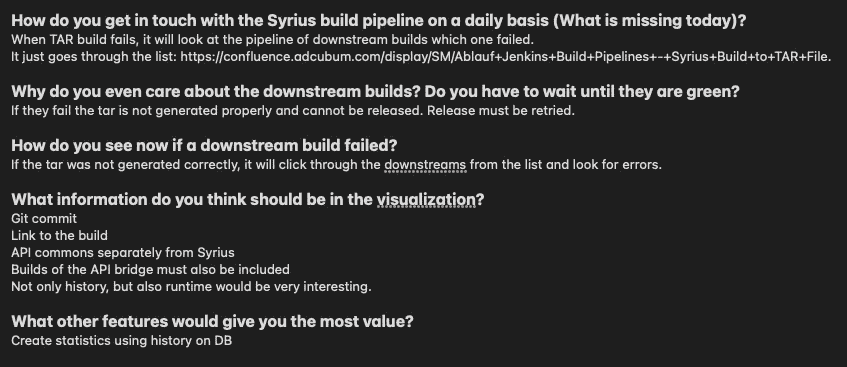 How do you get in touch with the Syrius build pipeline on a daily basis (What is missing today)?
When TAR build fails, it will look at the pipeline of downstream builds which one failed.
It just goes through the list: https://confluence.adcubum.com/display/SM/Ablauf+Jenkins+Build+Pipelines+-+Syrius+Build+to+TAR+File.
Why do you even care about the downstream builds? Do you have to wait until they are green?
If they fail the tar is not generated properly and cannot be released. Release must be retried.
How do you see now if a downstream build failed?
If the tar was not generated correctly, it will click through the downstreams from the list and look for errors.
What information do you think should be in the visualization?
Git commit
Link to the build
API commons separately from Syrius
Builds of the API bridge must also be included
Not only history, but also runtime would be very interesting.
What other features would give you the most value?
Create statistics using history on DB